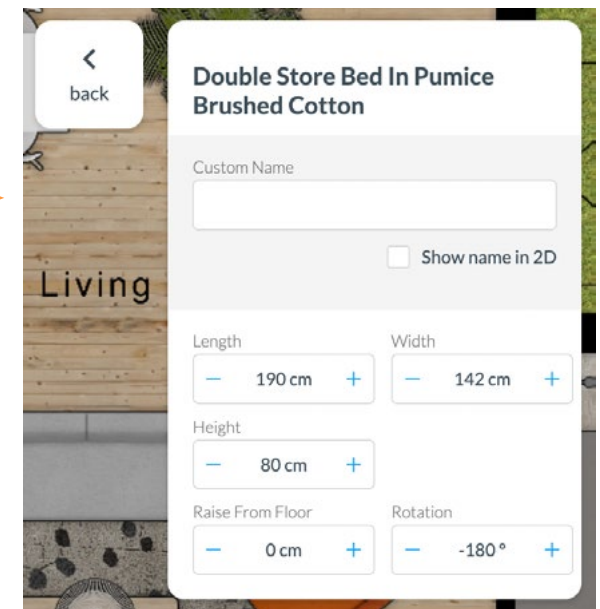 back
Double Store Bed In Pumice
Brushed Cotton
Custom Name
Show name in 2D
Living
Length
Width
− 190 cm +
− 142 cm +
Height
− 80 cm +
Raise From Floor
Rotation
− 0 cm +
− -180 ° +